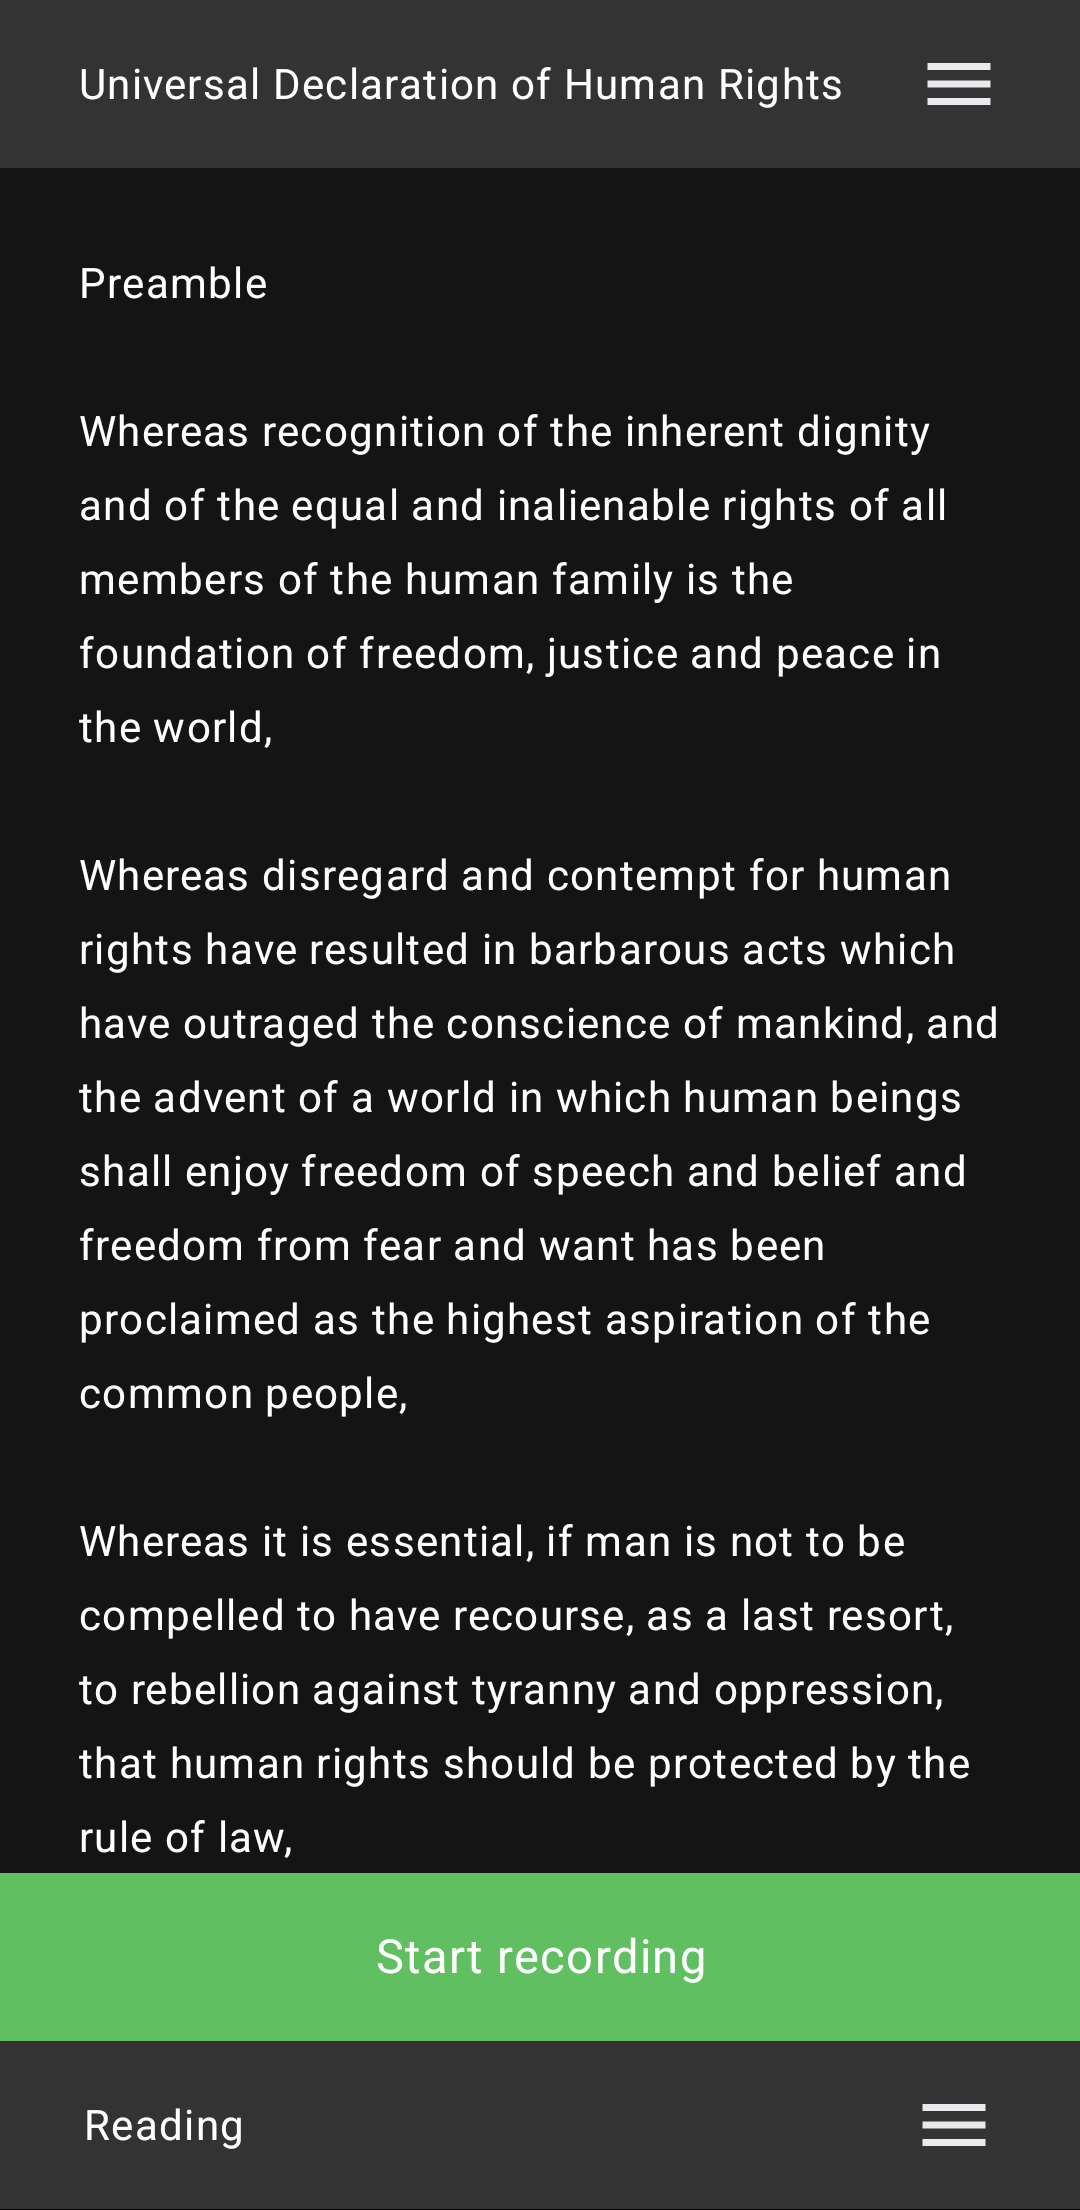 Universal Declaration of Human Rights
Preamble
Whereas recognition of the inherent dignity
and of the equal and inalienable rights of all
members of the human family is the
foundation of freedom, justice and peace in
the world,
Whereas disregard and contempt for human
rights have resulted in barbarous acts which
have outraged the conscience of mankind, and
the advent of a world in which human beings
shall enjoy freedom of speech and belief and
freedom from fear and want has been
proclaimed as the highest aspiration of the
common people,
Whereas it is essential, if man is not to be
compelled to have recourse, as a last resort,
to rebellion against tyranny and oppression,
that human rights should be protected by the
rule of law,
Start recording
Reading